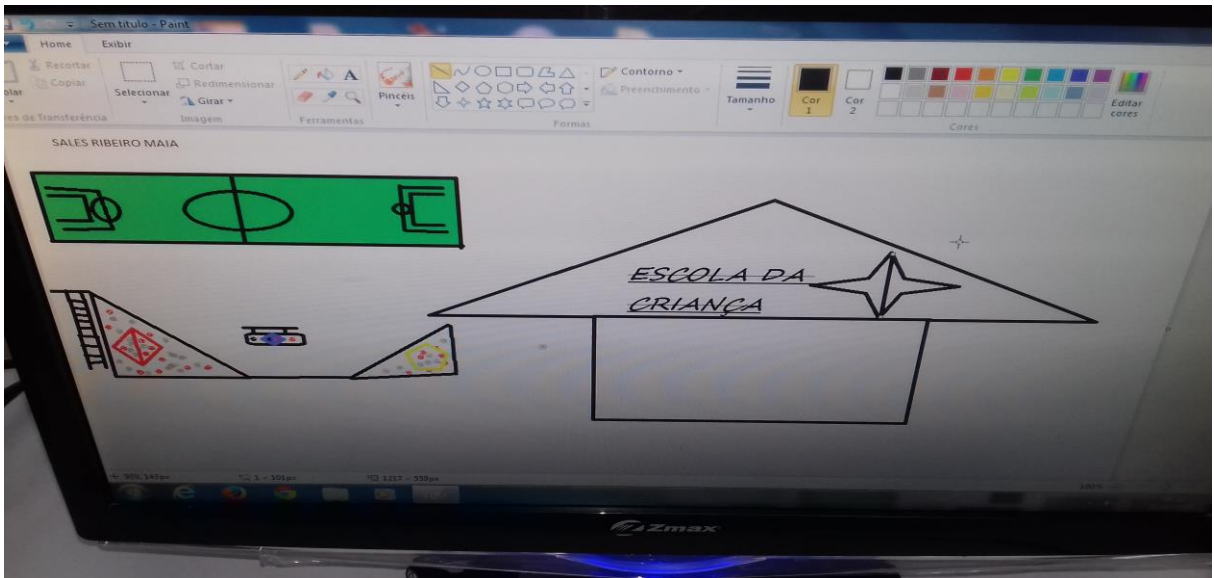 Sem título - Paint
Home Exibir
Recortar
Copiar
Selecionar
Cortar
Redimensionar
Girar
Imagem
Ferramentas
Pincéis
Formas
Contorno
Preenchimento
Tamanho
Cor 1
Cor 2
Cores
Editar cores
SALES RIBEIRO MAIA
ESCOLA DA
CRIANÇA
100%
Zmax